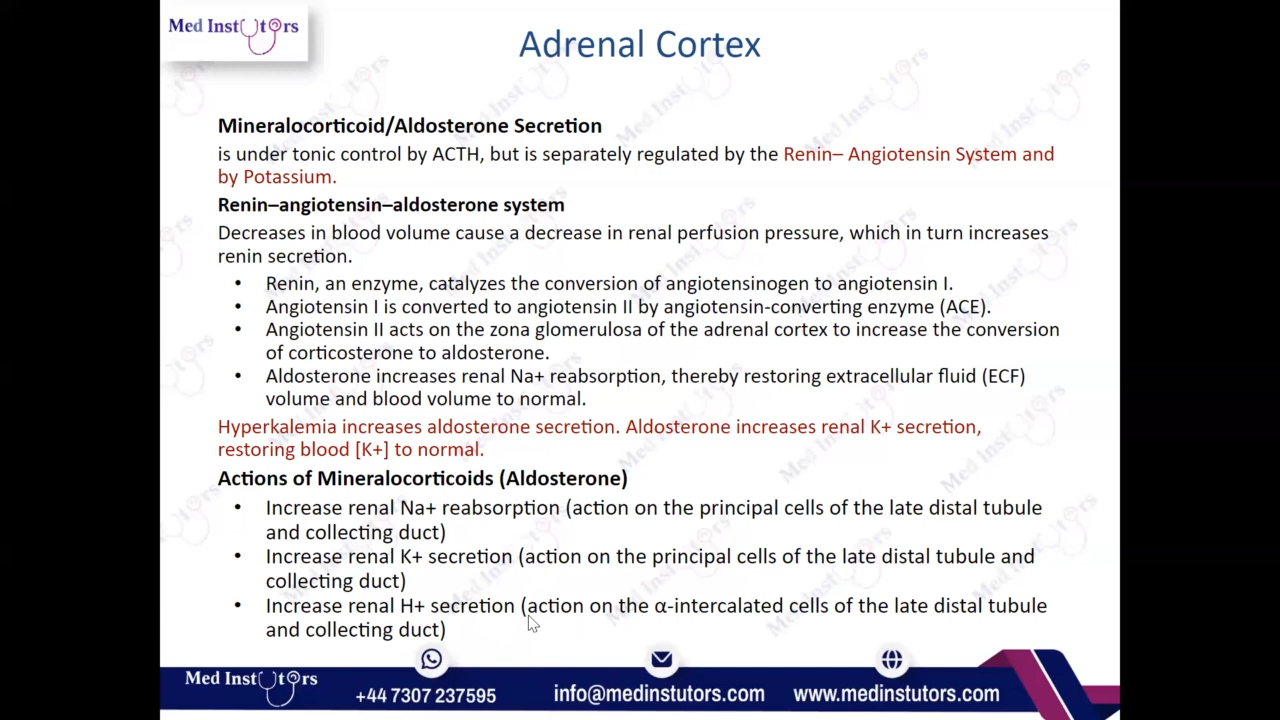 Med Instutors
Adrenal Cortex
Mineralocorticoid/Aldosterone Secretion
is under tonic control by ACTH, but is separately regulated by the Renin– Angiotensin System and
by Potassium.
Renin–angiotensin–aldosterone system
Decreases in blood volume cause a decrease in renal perfusion pressure, which in turn increases
renin secretion.
• Renin, an enzyme, catalyzes the conversion of angiotensinogen to angiotensin I.
• Angiotensin I is converted to angiotensin II by angiotensin-converting enzyme (ACE).
• Angiotensin II acts on the zona glomerulosa of the adrenal cortex to increase the conversion
of corticosterone to aldosterone.
• Aldosterone increases renal Na+ reabsorption, thereby restoring extracellular fluid (ECF)
volume and blood volume to normal.
Hyperkalemia increases aldosterone secretion. Aldosterone increases renal K+ secretion,
restoring blood [K+] to normal.
Actions of Mineralocorticoids (Aldosterone)
• Increase renal Na+ reabsorption (action on the principal cells of the late distal tubule
and collecting duct)
• Increase renal K+ secretion (action on the principal cells of the late distal tubule and
collecting duct)
• Increase renal H+ secretion (action on the α-intercalated cells of the late distal tubule
and collecting duct)
Med Instutors
+44 7307 237595
info@medinstutors.com
www.medinstutors.com